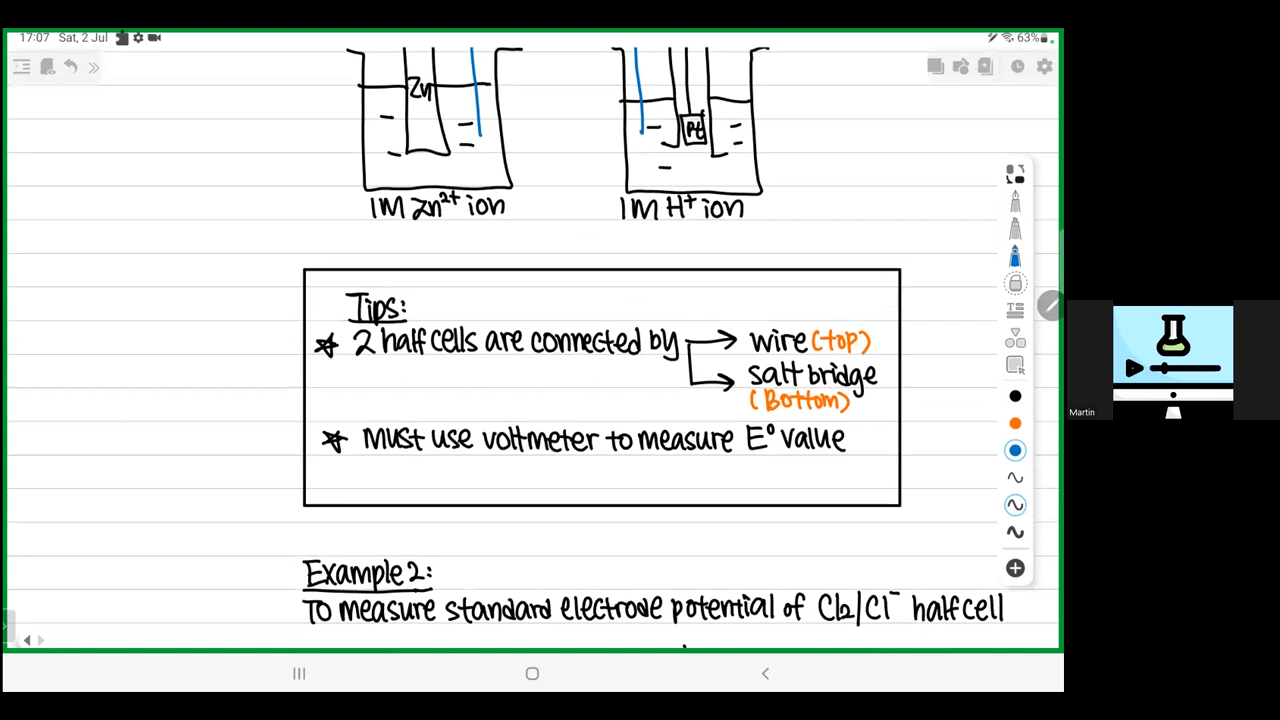 17:07 Sat, 2 Jul
63%
Zn
Pt
1M Zn²⁺ ion
1M H⁺ ion
Tips:
☆ 2 half cells are connected by → wire (top)
→ salt bridge
(Bottom)
☆ Must use voltmeter to measure E° value
Example 2:
To measure standard electrode potential of Cl2/Cl⁻ half cell
Martin